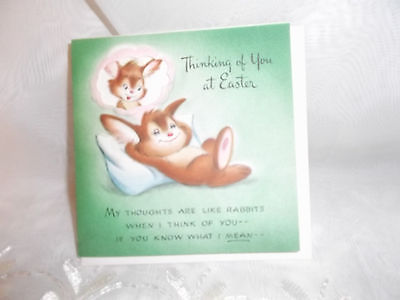 Thinking of You
at Easter
MY THOUGHTS ARE LIKE RABBITS
WHEN I THINK OF YOU--
IF YOU KNOW WHAT I MEAN--